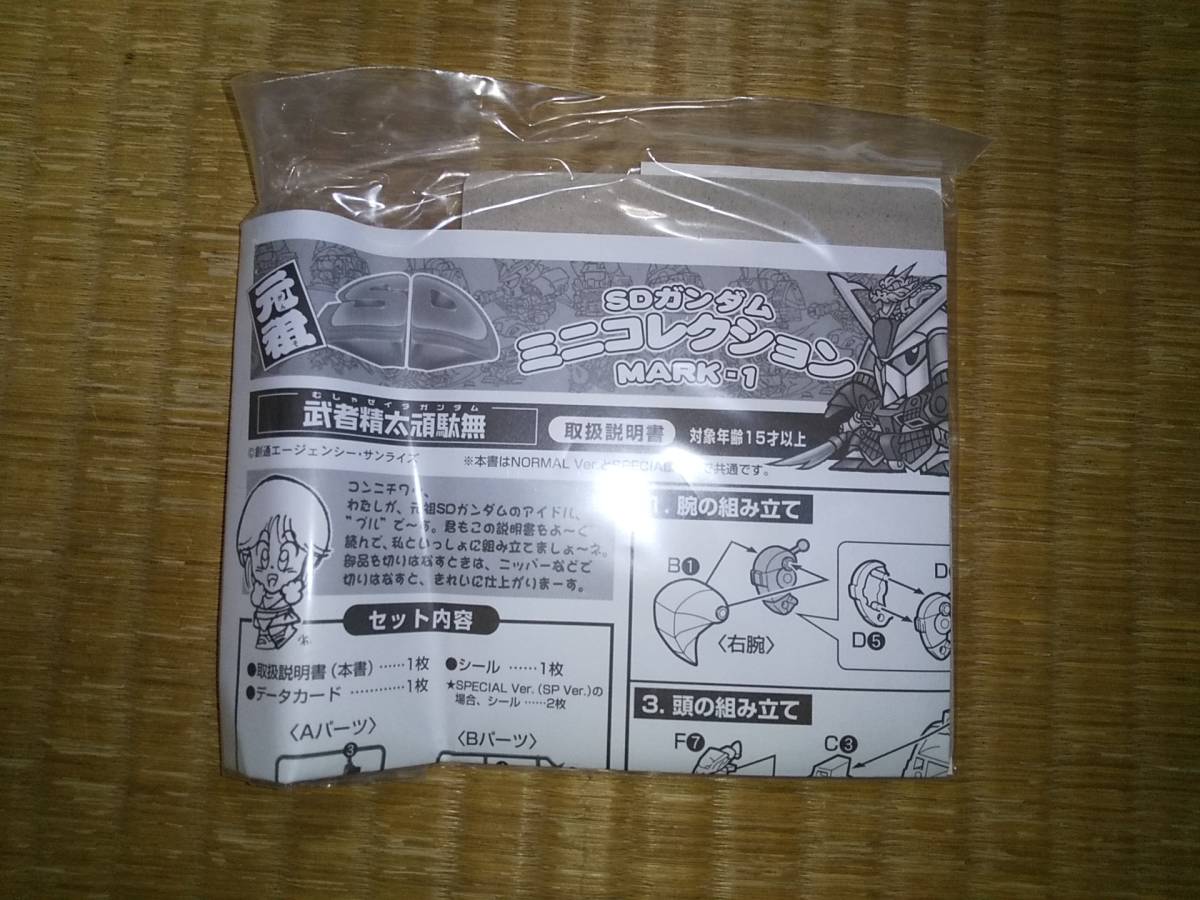 元祖
SDガンダム
ミニコレクション
MARK-1
むしゃゼイタガンダム
武者精太頑駄無
取扱説明書
対象年齢15才以上
©創通エージェンシー・サンライズ
※本書はNORMAL Ver.とSPECIAL で共通です。
コンニチワ〜、
わたしが、元祖SDガンダムのアイドル、
"プル"で〜す。君もこの説明書をよ〜く
読んで、私といっしょに組み立てましょ〜ネ。
部品を切りはなすときは、ニッパーなどで
切りはなすと、きれいに仕上がりまーす。
セット内容
●取扱説明書(本書)……1枚
●データカード…………1枚
●シール……1枚
★SPECIAL Ver.(SP Ver.)の
場合、シール……2枚
〈Aパーツ〉
3
〈Bパーツ〉
1. 腕の組み立て
B❶
〈右腕〉
D❺
D
3. 頭の組み立て
F❼
C❸